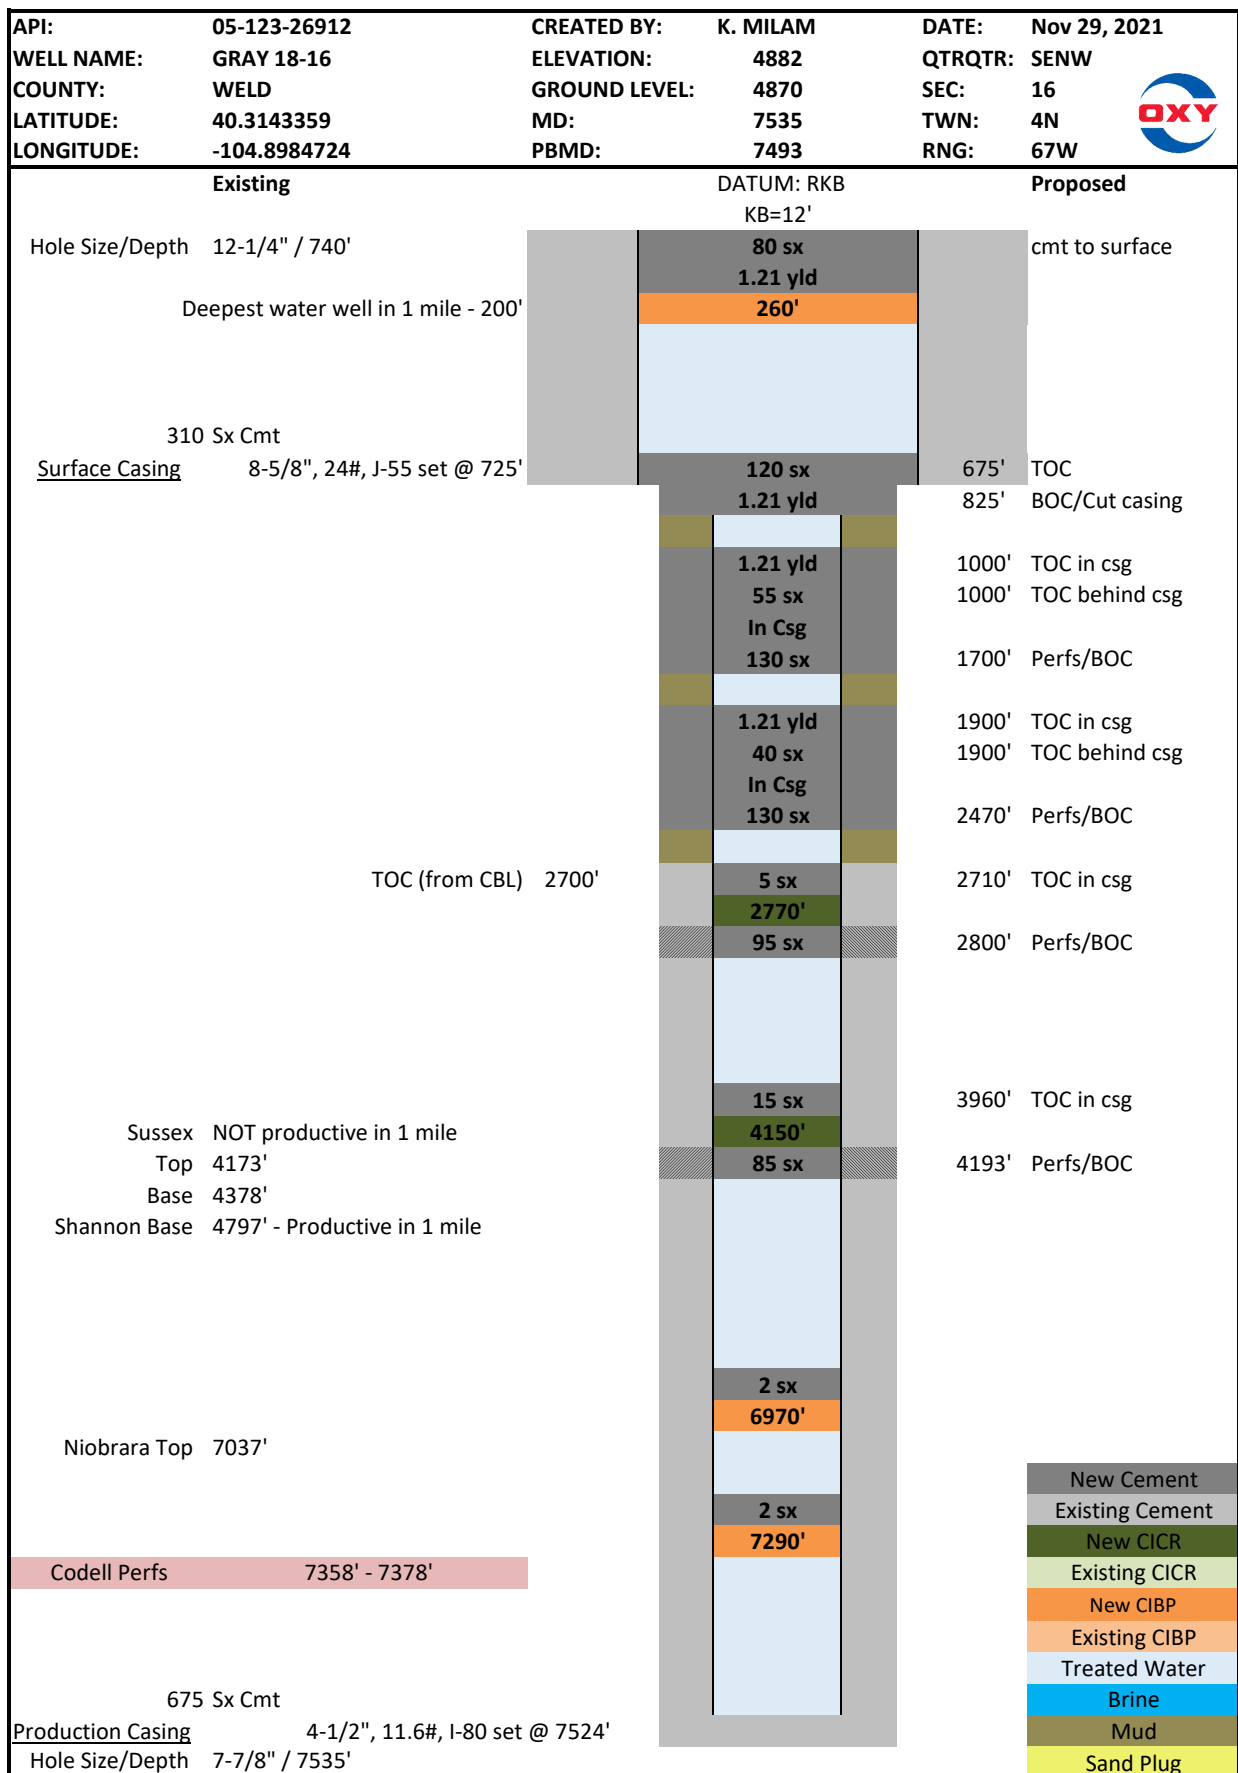 API: 05-123-26912 CREATED BY: K. MILAM DATE: Nov 29, 2021
WELL NAME: GRAY 18-16 ELEVATION: 4882 QTRQTR: SENW
COUNTY: WELD GROUND LEVEL: 4870 SEC: 16
LATITUDE: 40.3143359 MD: 7535 TWN: 4N
LONGITUDE: -104.8984724 PBMD: 7493 RNG: 67W
OXY
Existing DATUM: RKB Proposed
KB=12'
Hole Size/Depth 12-1/4" / 740' 80 sx cmt to surface
1.21 yld
Deepest water well in 1 mile - 200' 260'
310 Sx Cmt
Surface Casing 8-5/8", 24#, J-55 set @ 725' 120 sx 675' TOC
1.21 yld 825' BOC/Cut casing
1.21 yld 1000' TOC in csg
55 sx 1000' TOC behind csg
In Csg
130 sx 1700' Perfs/BOC
1.21 yld 1900' TOC in csg
40 sx 1900' TOC behind csg
In Csg
130 sx 2470' Perfs/BOC
TOC (from CBL) 2700' 5 sx 2710' TOC in csg
2770'
95 sx 2800' Perfs/BOC
15 sx 3960' TOC in csg
Sussex NOT productive in 1 mile 4150'
Top 4173' 85 sx 4193' Perfs/BOC
Base 4378'
Shannon Base 4797' - Productive in 1 mile
2 sx
6970'
Niobrara Top 7037'
New Cement
2 sx Existing Cement
7290' New CICR
Codell Perfs 7358' - 7378' Existing CICR
New CIBP
Existing CIBP
Treated Water
675 Sx Cmt Brine
Production Casing 4-1/2", 11.6#, I-80 set @ 7524' Mud
Hole Size/Depth 7-7/8" / 7535' Sand Plug